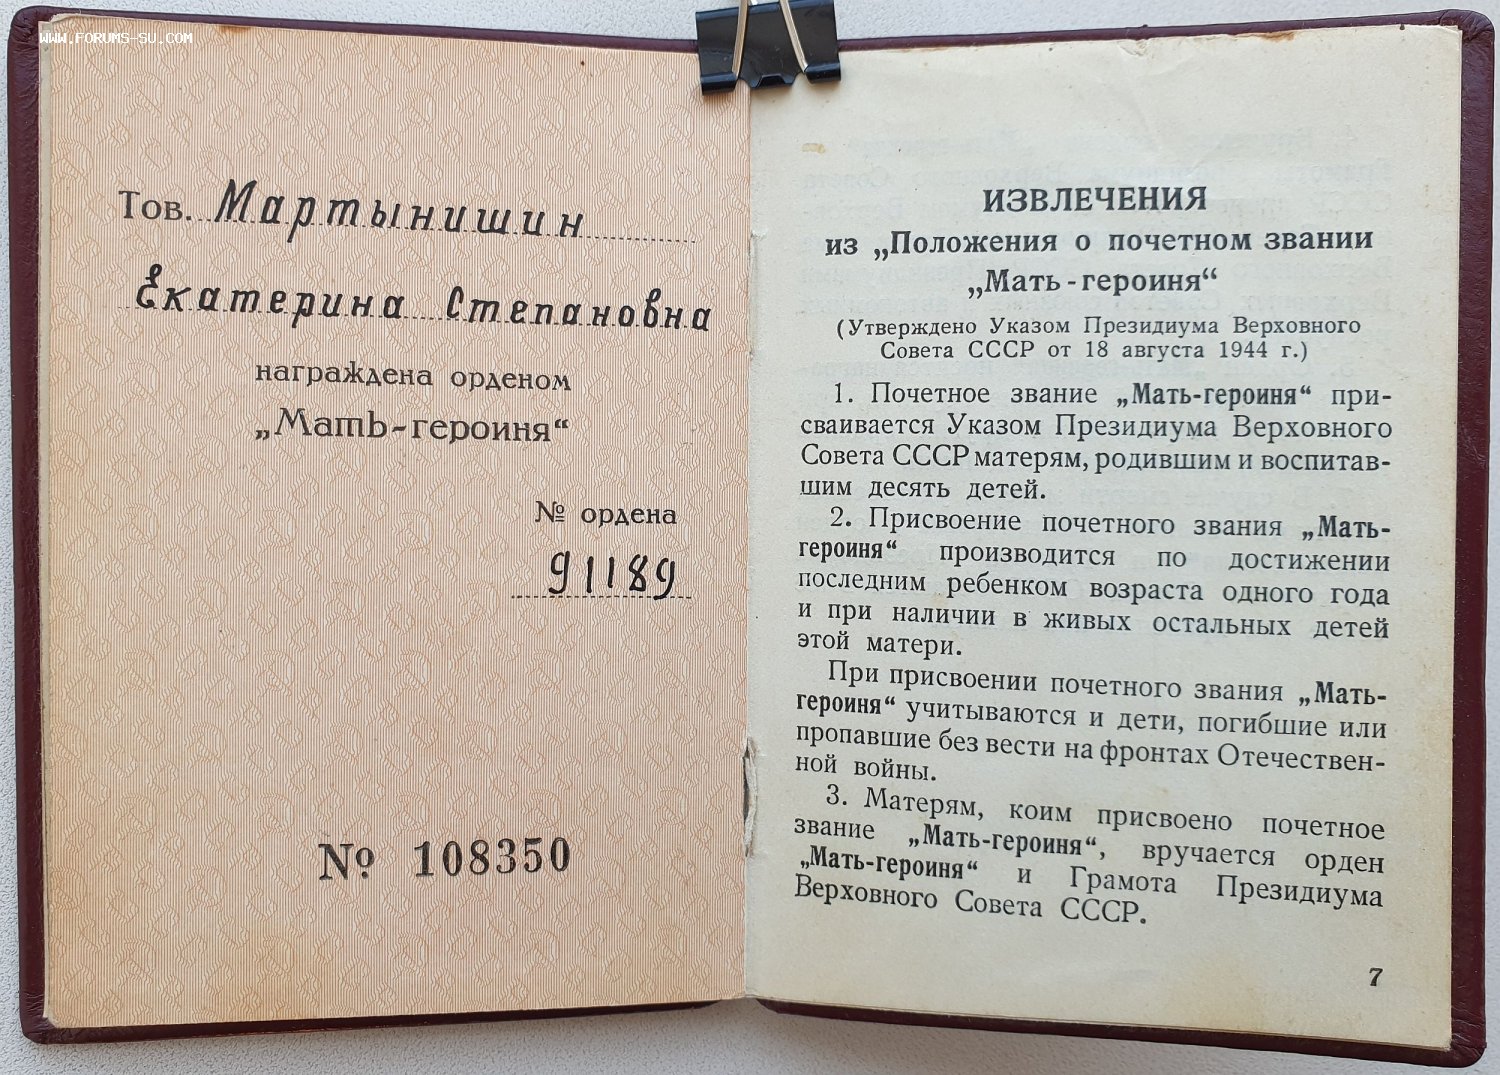 WWW.FORUMS-SU.COM
Тов. Мартынишин
Екатерина Степановна
награждена орденом
„Мать-героиня“
№ ордена
91189
№ 108350
ИЗВЛЕЧЕНИЯ
из „Положения о почетном звании
„Мать-героиня“
(Утверждено Указом Президиума Верховного
Совета СССР от 18 августа 1944 г.)
1. Почетное звание „Мать-героиня“ при-
сваивается Указом Президиума Верховного
Совета СССР матерям, родившим и воспитав-
шим десять детей.
2. Присвоение почетного звания „Мать-
героиня“ производится по достижении
последним ребенком возраста одного года
и при наличии в живых остальных детей
этой матери.
При присвоении почетного звания „Мать-
героиня“ учитываются и дети, погибшие или
пропавшие без вести на фронтах Отечествен-
ной войны.
3. Матерям, коим присвоено почетное
звание „Мать-героиня“, вручается орден
„Мать-героиня“ и Грамота Президиума
Верховного Совета СССР.
7